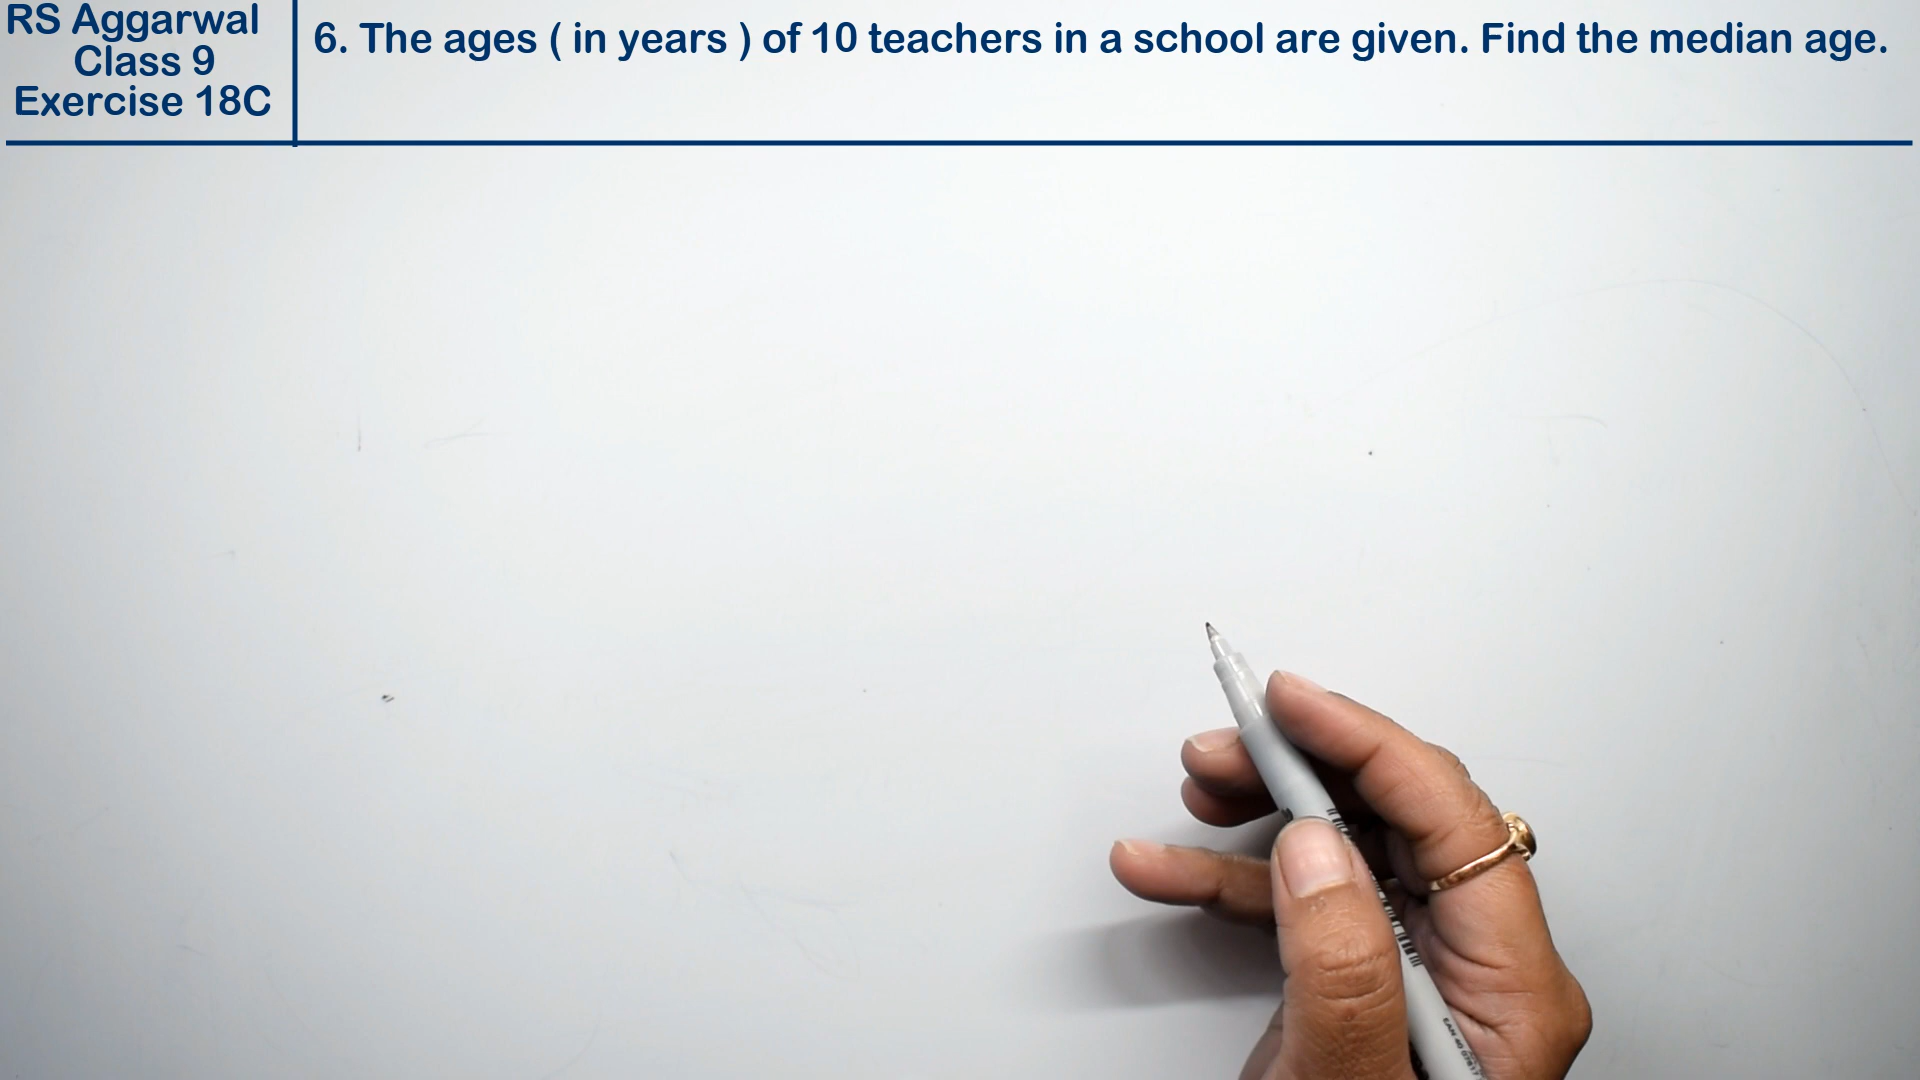 RS Aggarwal
Class 9
Exercise 18C
6. The ages ( in years ) of 10 teachers in a school are given. Find the median age.